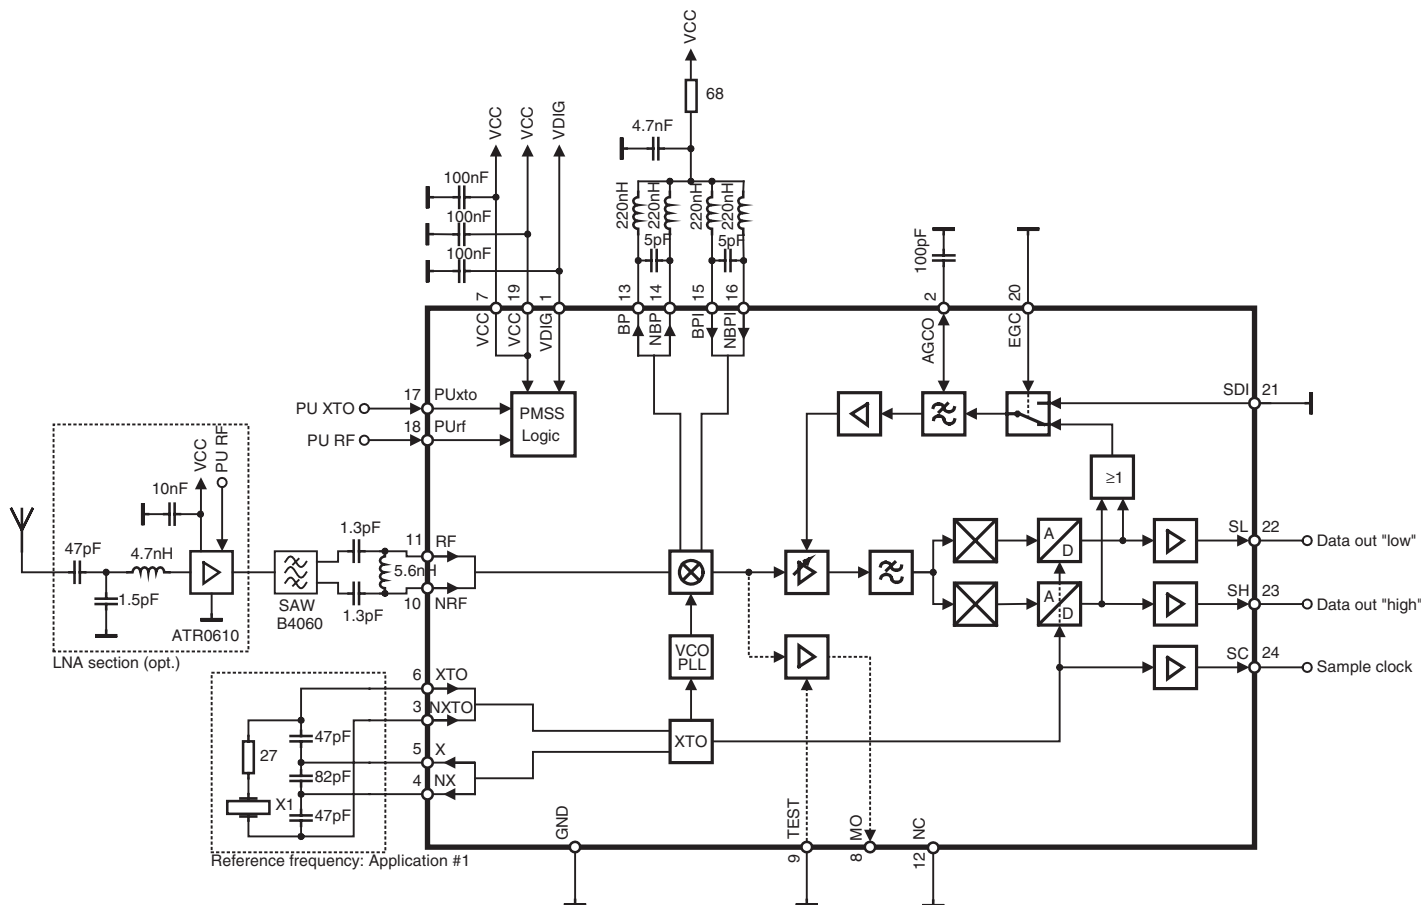 VCC
68
4.7nF
VCC
VCC
VDIG
100nF
100nF
100nF
220nH
220nH
220nH
220nH
5pF
5pF
100pF
7
19
1
13
14
15
16
2
20
VCC
VCC
VDIG
BP
NBP
BPI
NBPI
AGCO
EGC
PU XTO
17
PUxto
PU RF
18
PUrf
PMSS
Logic
SDI
21
≥1
VCC
PU RF
10nF
47pF
4.7nH
1.5pF
ATR0610
LNA section (opt.)
SAW
B4060
1.3pF
1.3pF
5.6nH
11
RF
10
NRF
A
D
A
D
SL
22
Data out "low"
SH
23
Data out "high"
SC
24
Sample clock
VCO
PLL
XTO
6
XTO
3
NXTO
5
X
4
NX
27
X1
47pF
82pF
47pF
Reference frequency: Application #1
GND
TEST
9
MO
8
NC
12